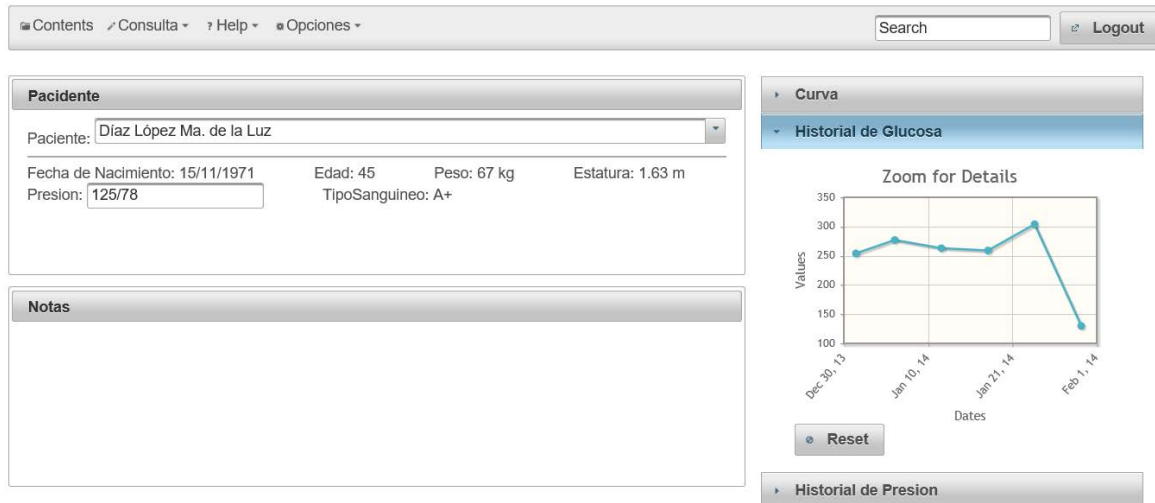 Contents Consulta ? Help Opciones Search Logout
Pacidente
Paciente: Díaz López Ma. de la Luz
Fecha de Nacimiento: 15/11/1971 Edad: 45 Peso: 67 kg Estatura: 1.63 m
Presion: 125/78 TipoSanguineo: A+
Notas
Curva
Historial de Glucosa
Zoom for Details
350
300
250
200
150
100
Values
Dec 30, 13 Jan 10, 14 Jan 21, 14 Feb 1, 14
Dates
Reset
Historial de Presion